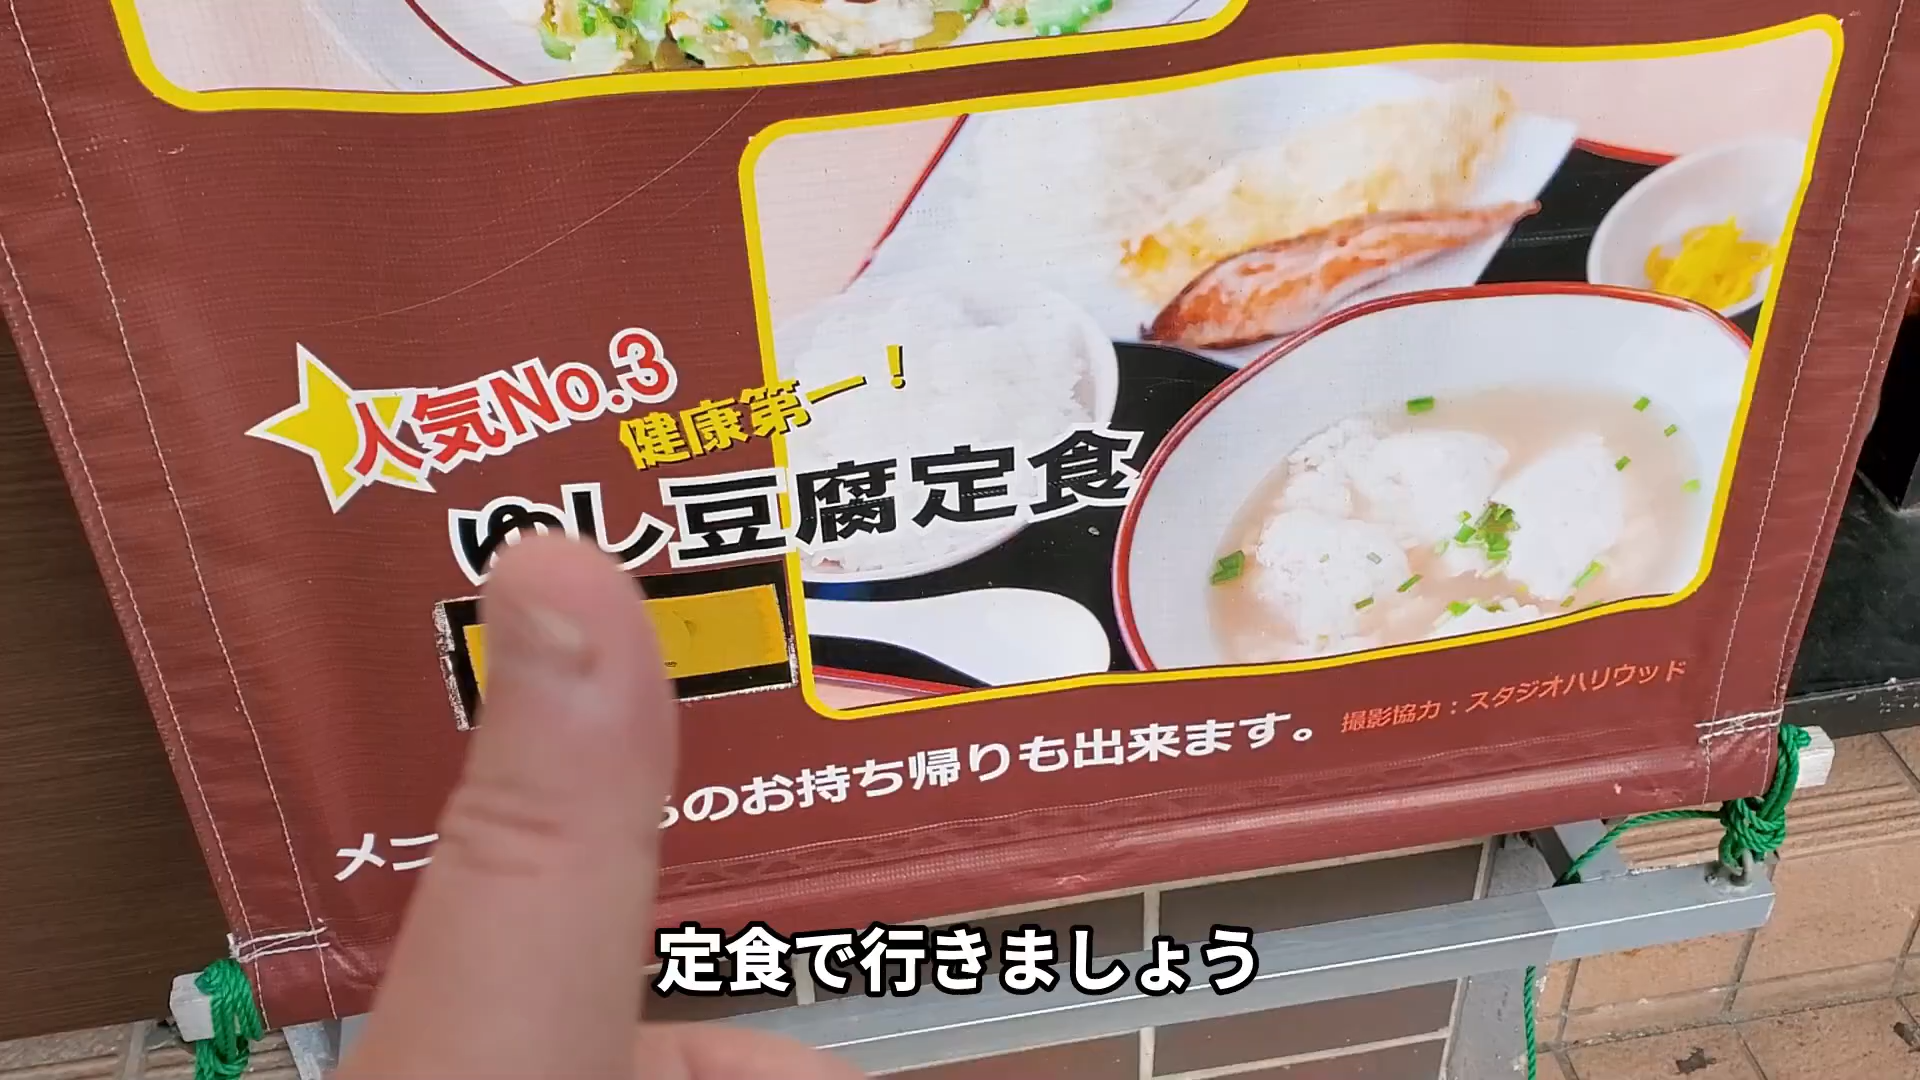 人気No.3
健康第一！
ゆし豆腐定食
メニ
のお持ち帰りも出来ます。
撮影協力：スタジオハリウッド
定食で行きましょう